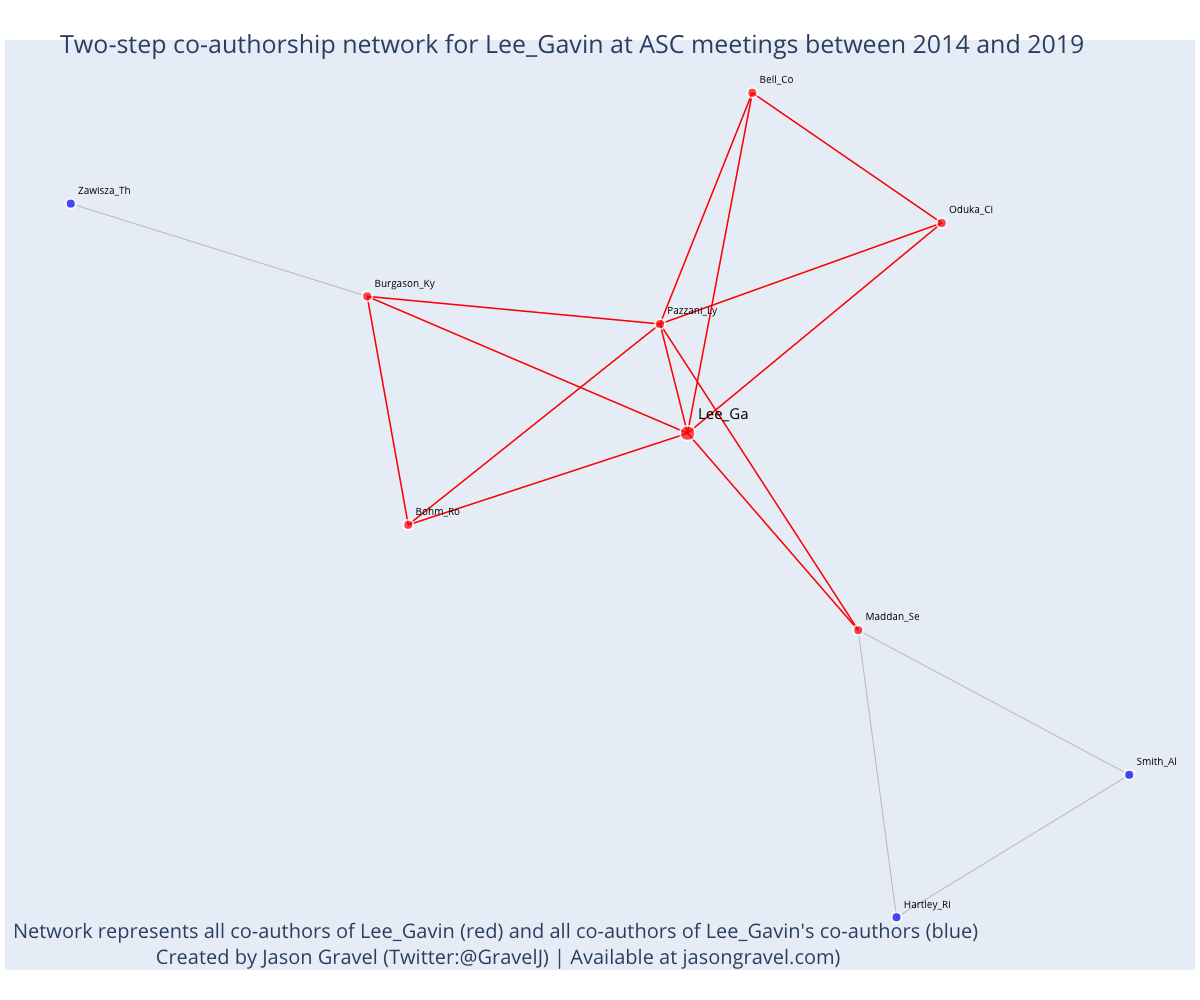 Two-step co-authorship network for Lee_Gavin at ASC meetings between 2014 and 2019
Bell_Co
Zawisza_Th
Oduka_Ci
Burgason_Ky
Pazzani_Ly
Lee_Ga
Bohm_Ro
Maddan_Se
Smith_Al
Hartley_Ri
Network represents all co-authors of Lee_Gavin (red) and all co-authors of Lee_Gavin's co-authors (blue)
Created by Jason Gravel (Twitter:@GravelJ) | Available at jasongravel.com)